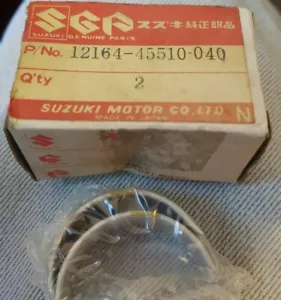 SGP スズキ純正部品
SUZUKI GENUINE PARTS
P/No. 12164-45510-040
Q'ty 2
SUZUKI MOTOR CO.,LTD
MADE IN JAPAN N